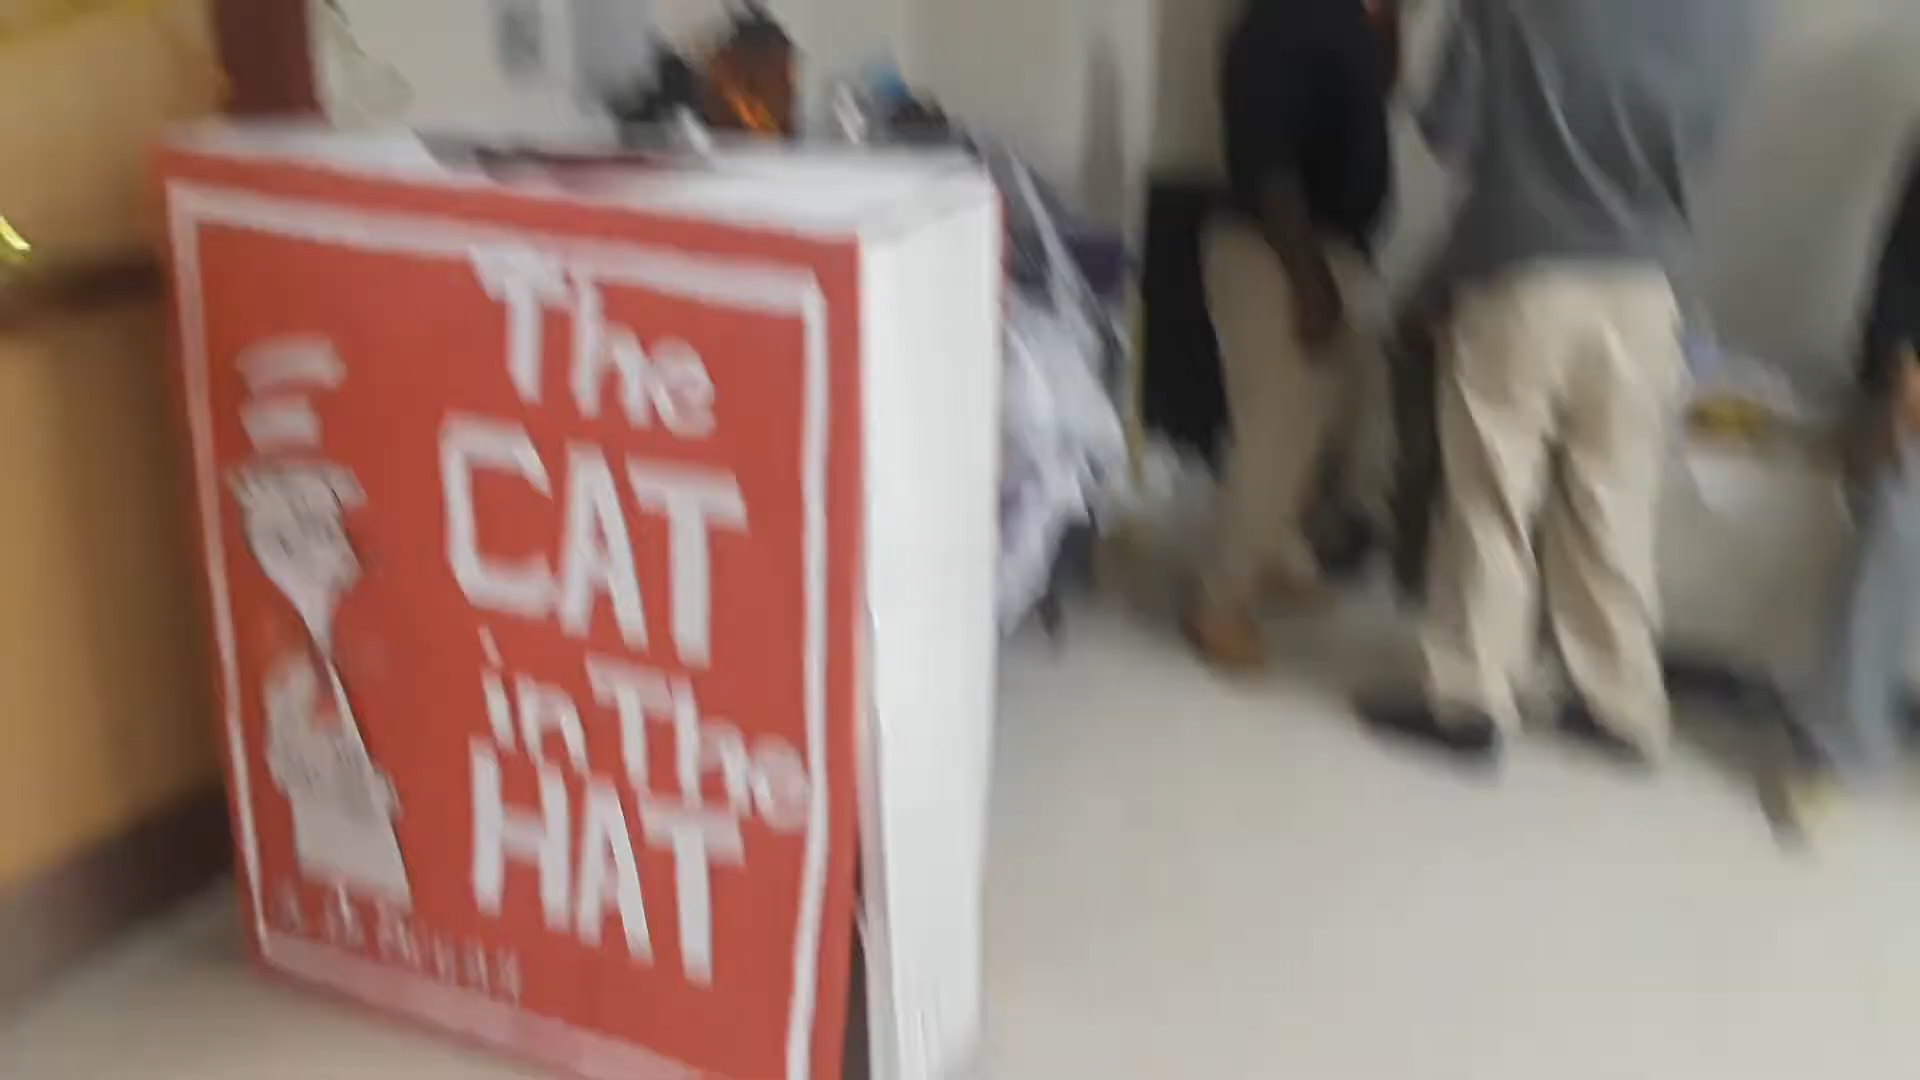 The
CAT
in The
HAT